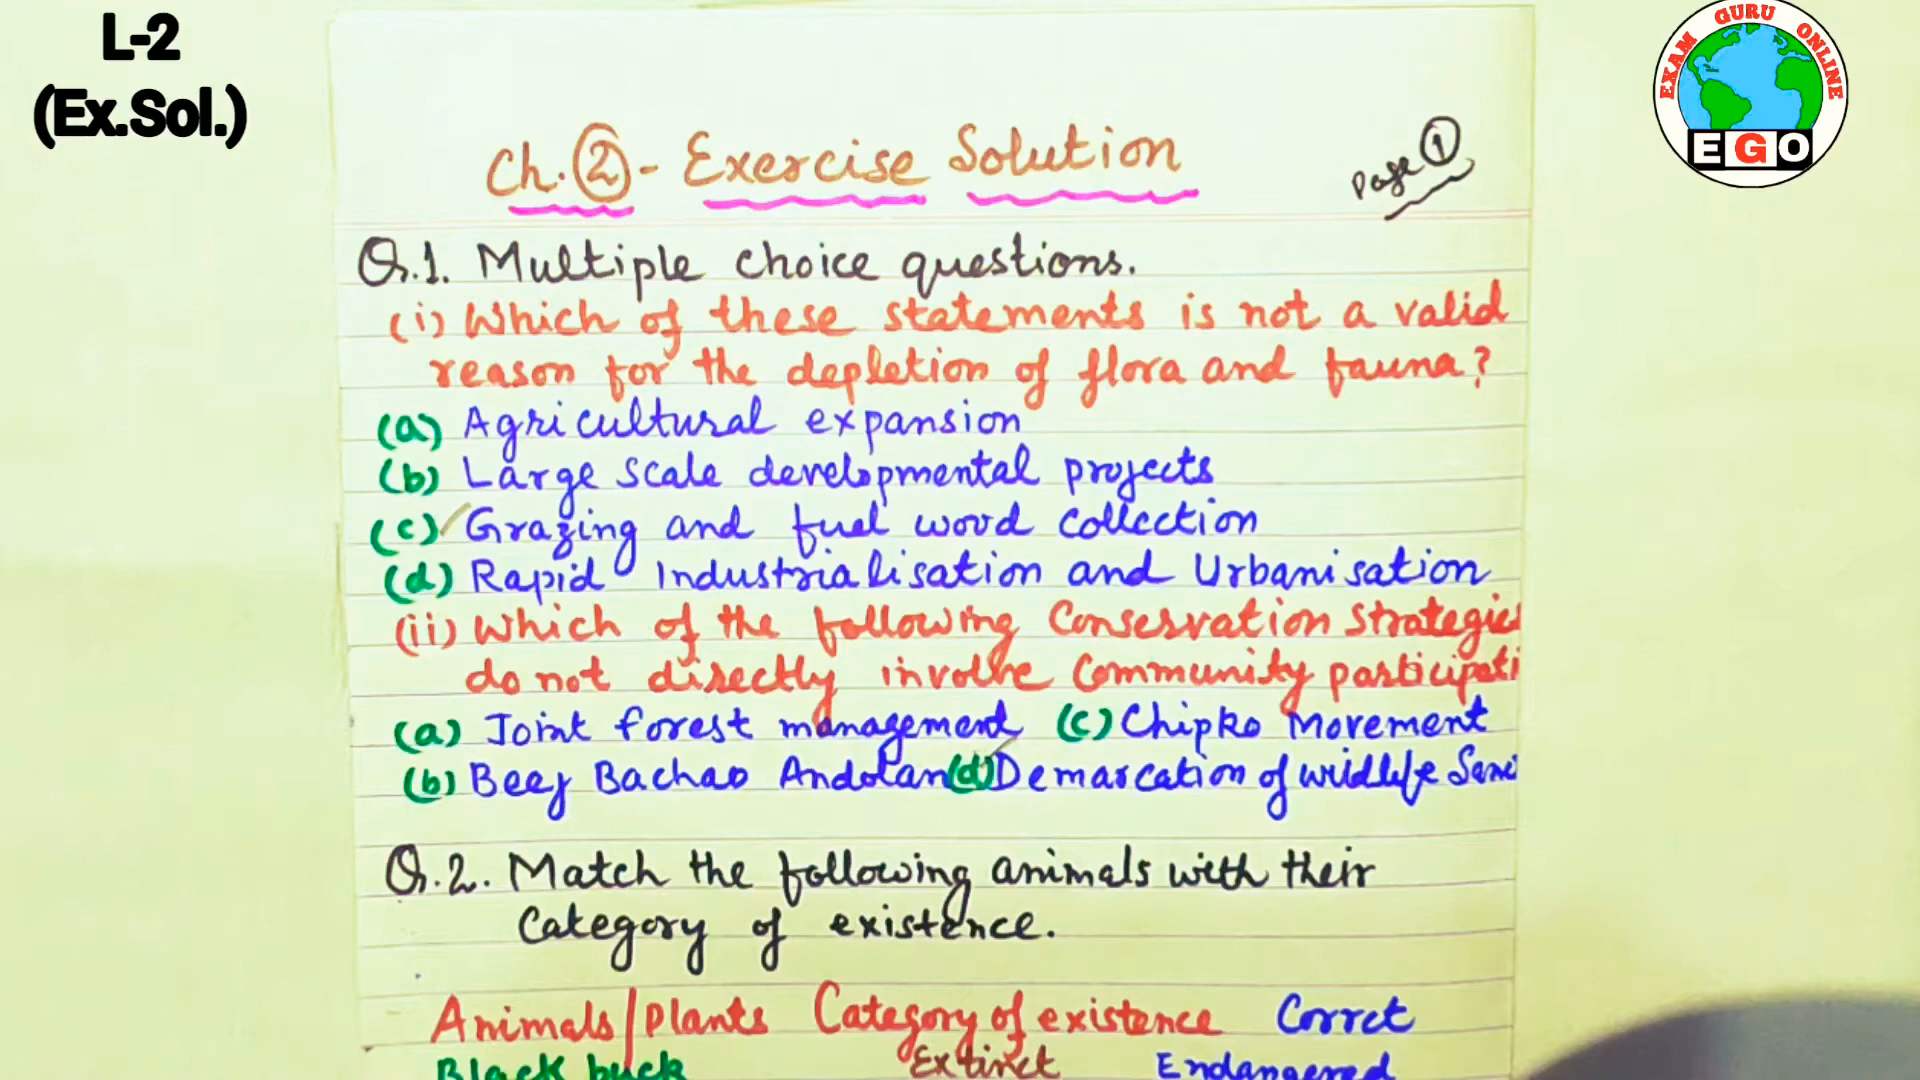 L-2
(Ex.Sol.)
EXAM GURU ONLINE
EGO
Ch.2- Exercise Solution
Page 1
Q.1. Multiple choice questions.
(i) Which of these statements is not a valid
reason for the depletion of flora and fauna?
(a) Agricultural expansion
(b) Large scale developmental projects
(c) Grazing and fuel wood collection
(d) Rapid Industrialisation and Urbanisation
(ii) Which of the following Conservation Strategies
do not directly involve Community participati
(a) Joint forest management (c) Chipko Movement
(b) Beej Bachao Andolan (d) Demarcation of wildlife San
Q.2. Match the following animals with their
Category of existence.
Animals/Plants Category of existence Corret
Black buck Extinct Endangered